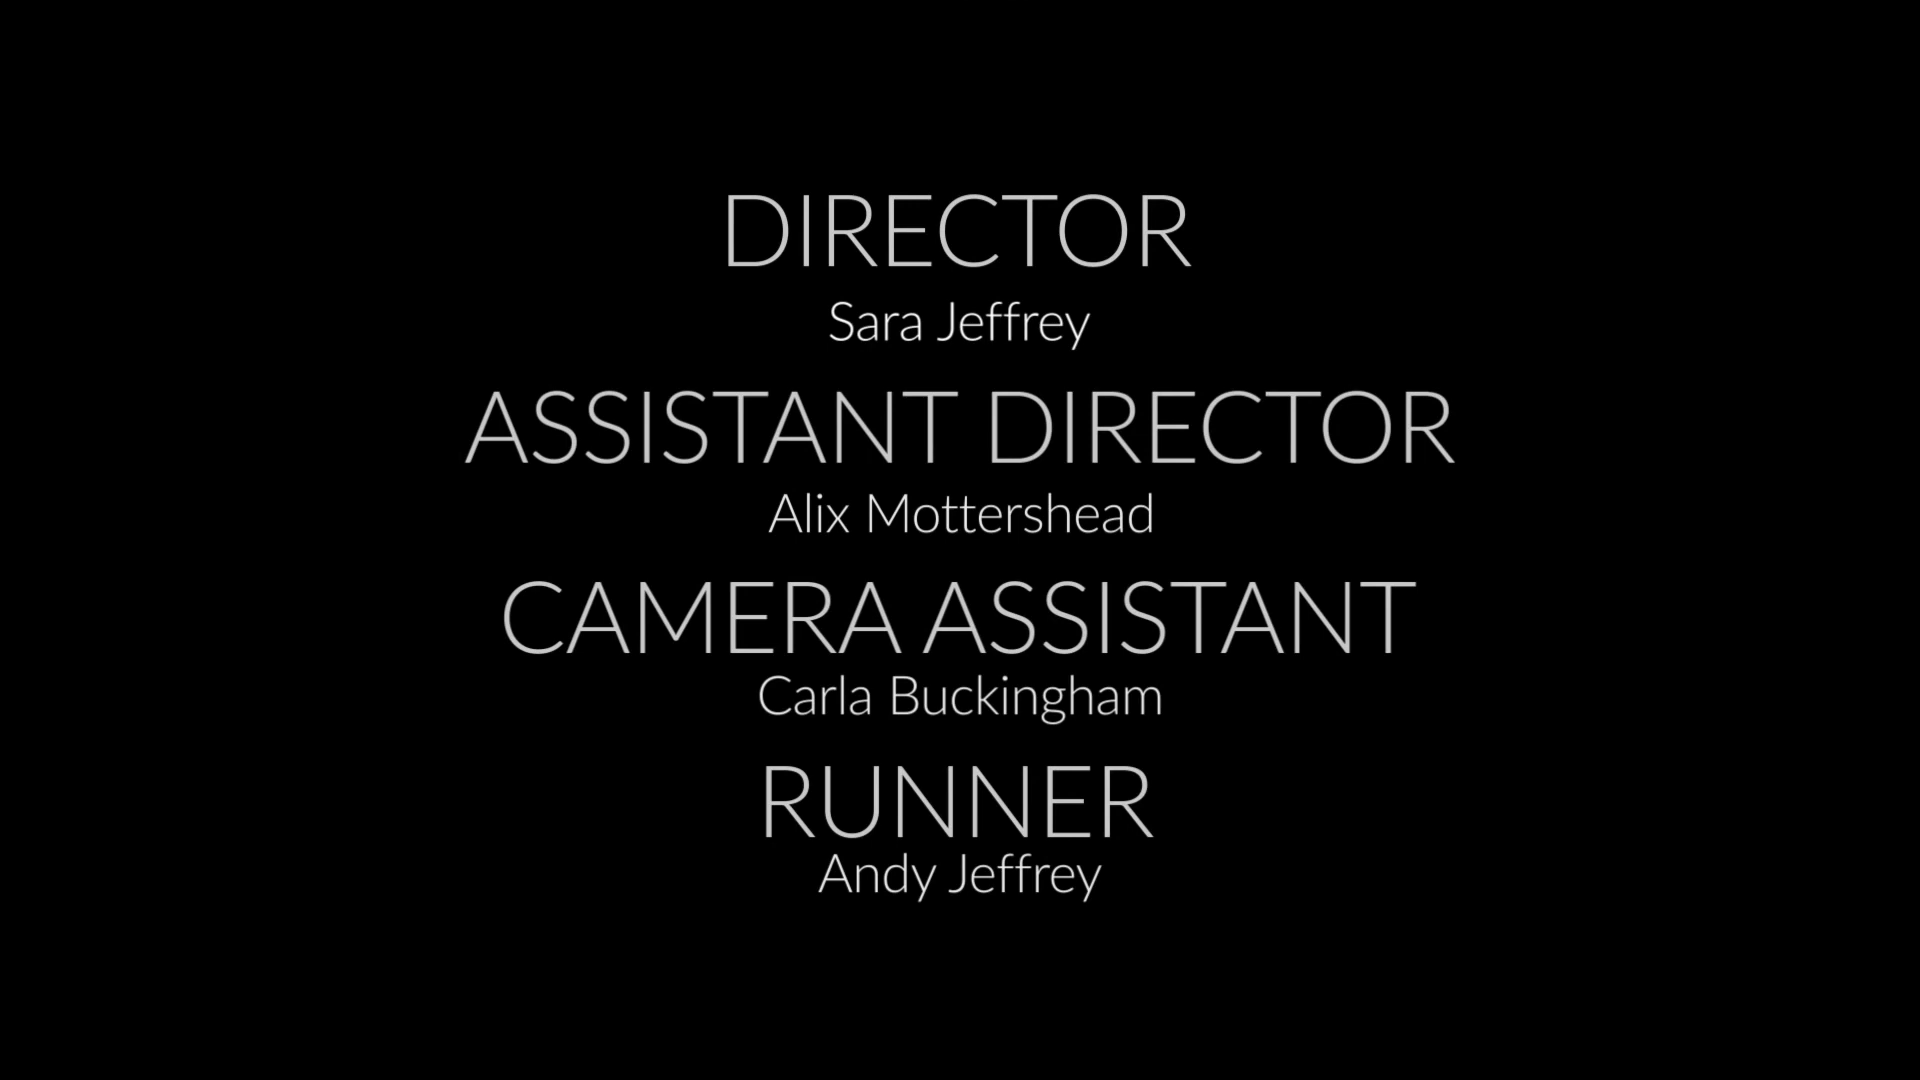 DIRECTOR
Sara Jeffrey
ASSISTANT DIRECTOR
Alix Mottershead
CAMERA ASSISTANT
Carla Buckingham
RUNNER
Andy Jeffrey